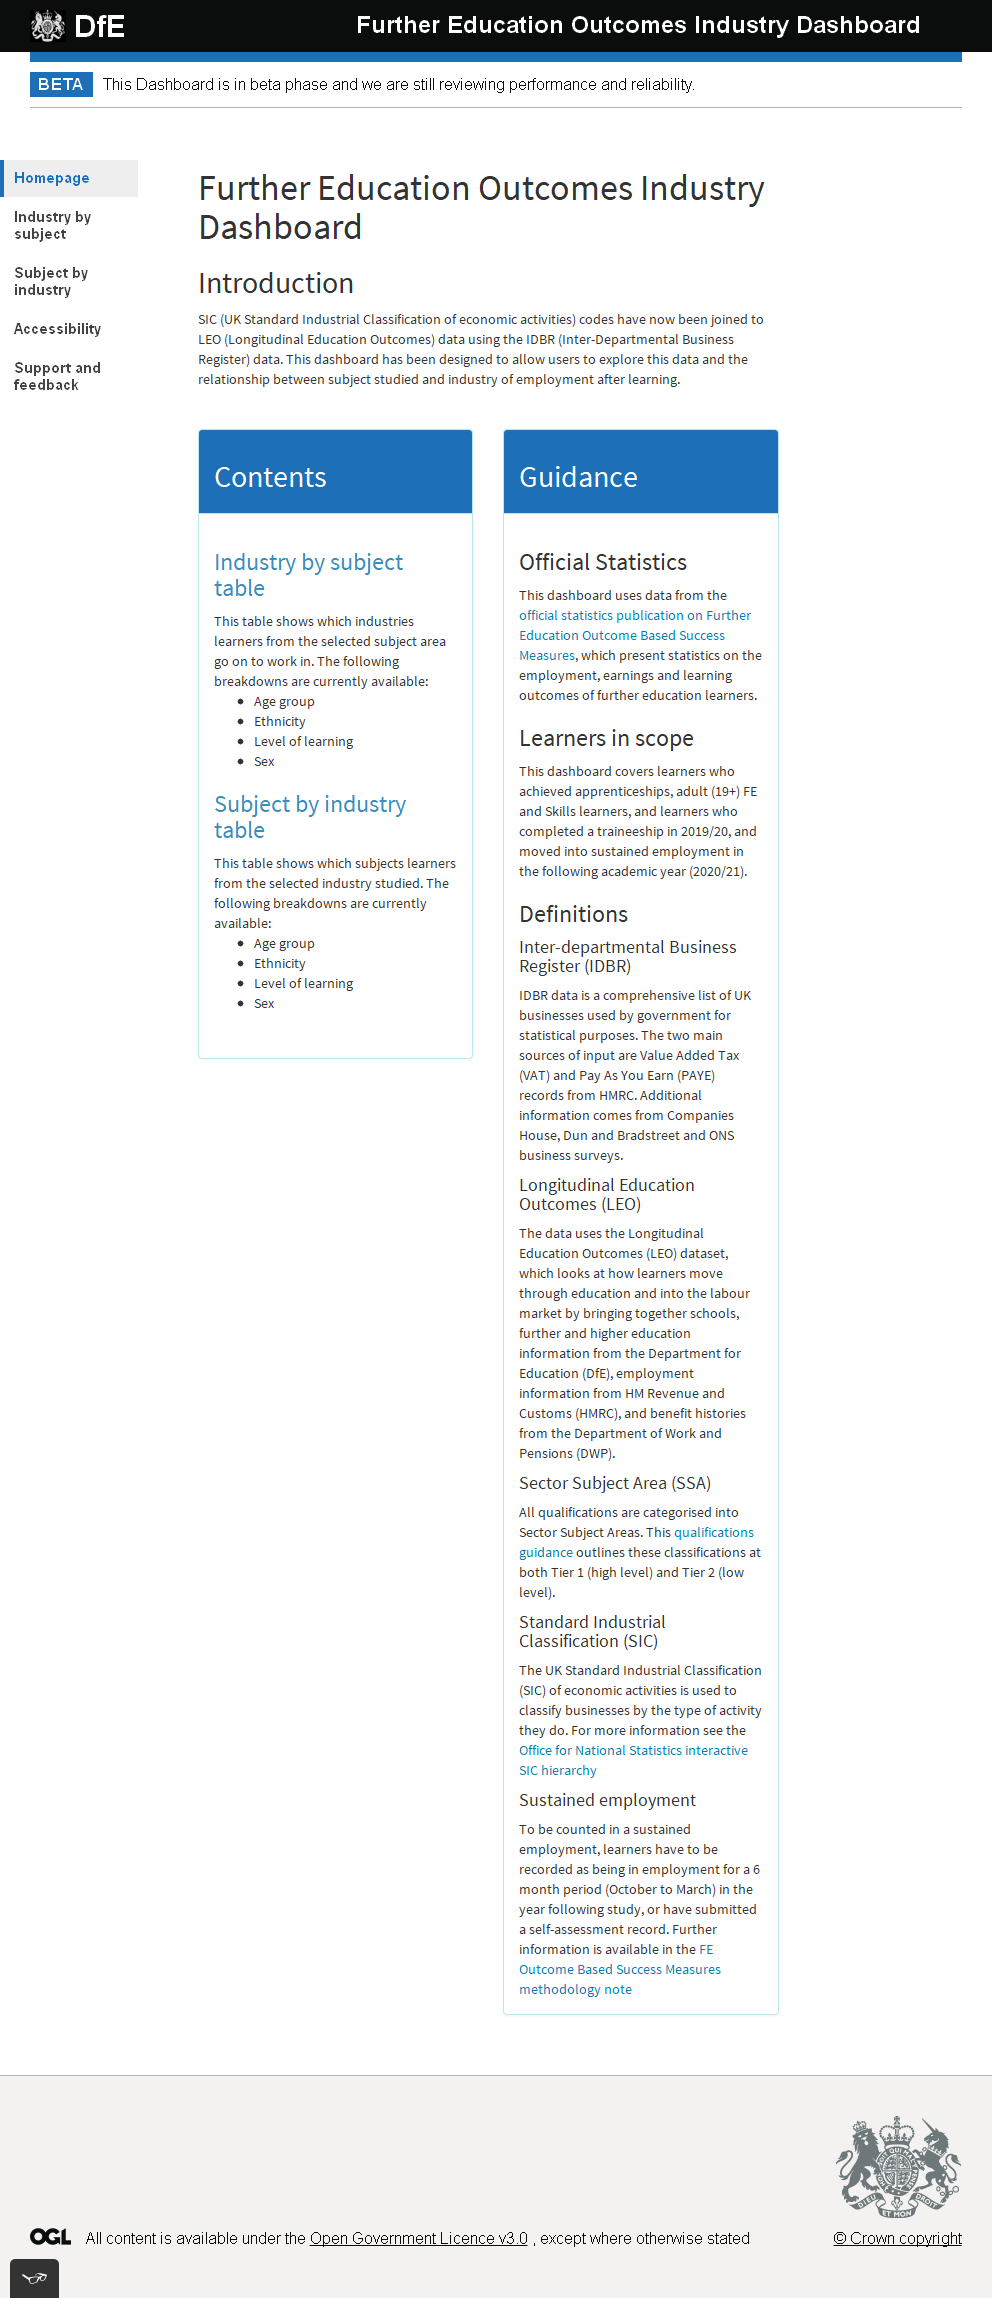 DfE
Further Education Outcomes Industry Dashboard
BETA This Dashboard is in beta phase and we are still reviewing performance and reliability.
Homepage
Industry by
subject
Subject by
industry
Accessibility
Support and
feedback
Further Education Outcomes Industry
Dashboard
Introduction
SIC (UK Standard Industrial Classification of economic activities) codes have now been joined to
LEO (Longitudinal Education Outcomes) data using the IDBR (Inter-Departmental Business
Register) data. This dashboard has been designed to allow users to explore this data and the
relationship between subject studied and industry of employment after learning.
Contents
Industry by subject
table
This table shows which industries
learners from the selected subject area
go on to work in. The following
breakdowns are currently available:
• Age group
• Ethnicity
• Level of learning
• Sex
Subject by industry
table
This table shows which subjects learners
from the selected industry studied. The
following breakdowns are currently
available:
• Age group
• Ethnicity
• Level of learning
• Sex
Guidance
Official Statistics
This dashboard uses data from the
official statistics publication on Further
Education Outcome Based Success
Measures, which present statistics on the
employment, earnings and learning
outcomes of further education learners.
Learners in scope
This dashboard covers learners who
achieved apprenticeships, adult (19+) FE
and Skills learners, and learners who
completed a traineeship in 2019/20, and
moved into sustained employment in
the following academic year (2020/21).
Definitions
Inter-departmental Business
Register (IDBR)
IDBR data is a comprehensive list of UK
businesses used by government for
statistical purposes. The two main
sources of input are Value Added Tax
(VAT) and Pay As You Earn (PAYE)
records from HMRC. Additional
information comes from Companies
House, Dun and Bradstreet and ONS
business surveys.
Longitudinal Education
Outcomes (LEO)
The data uses the Longitudinal
Education Outcomes (LEO) dataset,
which looks at how learners move
through education and into the labour
market by bringing together schools,
further and higher education
information from the Department for
Education (DfE), employment
information from HM Revenue and
Customs (HMRC), and benefit histories
from the Department of Work and
Pensions (DWP).
Sector Subject Area (SSA)
All qualifications are categorised into
Sector Subject Areas. This qualifications
guidance outlines these classifications at
both Tier 1 (high level) and Tier 2 (low
level).
Standard Industrial
Classification (SIC)
The UK Standard Industrial Classification
(SIC) of economic activities is used to
classify businesses by the type of activity
they do. For more information see the
Office for National Statistics interactive
SIC hierarchy
Sustained employment
To be counted in a sustained
employment, learners have to be
recorded as being in employment for a 6
month period (October to March) in the
year following study, or have submitted
a self-assessment record. Further
information is available in the FE
Outcome Based Success Measures
methodology note
DIEU ET MON DROIT
OGL All content is available under the Open Government Licence v3.0 , except where otherwise stated
© Crown copyright